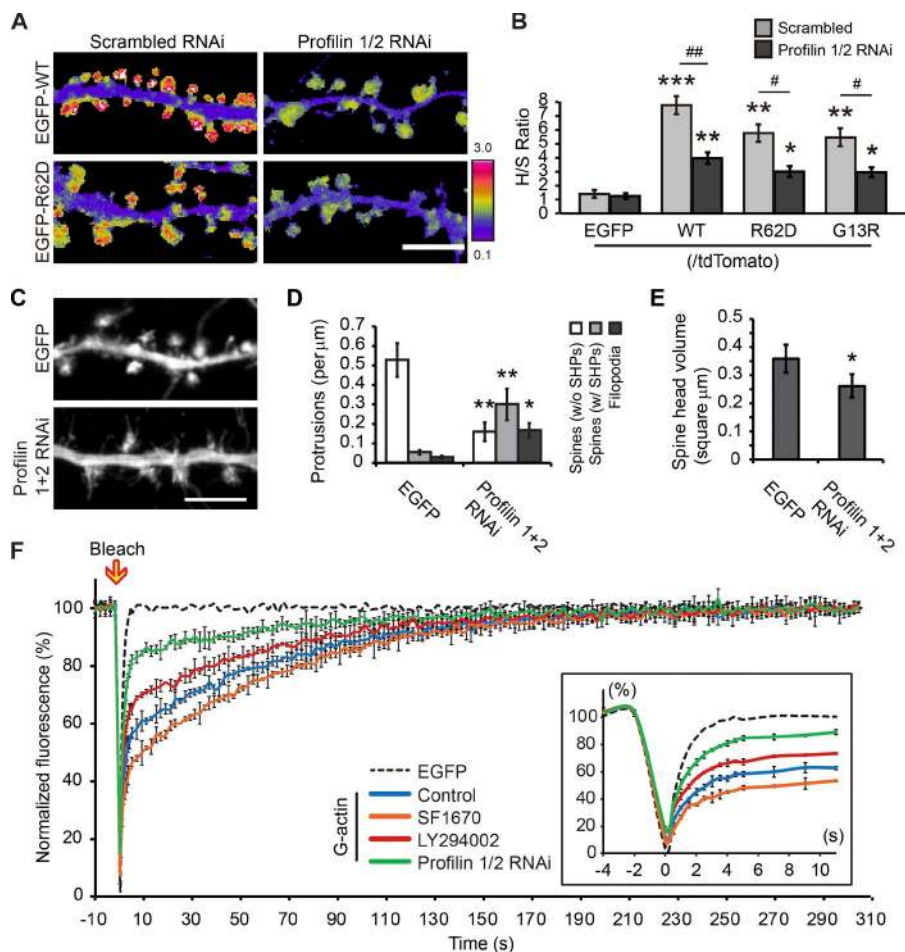 A
Scrambled RNAi
Profilin 1/2 RNAi
EGFP-WT
EGFP-R62D
3.0
0.1
B
Scrambled
Profilin 1/2 RNAi
H/S Ratio
8
7
6
5
4
3
2
1
0
***
##
**
**
#
*
**
#
*
EGFP
WT
R62D
G13R
(/tdTomato)
C
EGFP
Profilin
1+2 RNAi
D
Protrusions (per μm)
0.7
0.6
0.5
0.4
0.3
0.2
0.1
0
**
**
*
EGFP
Profilin 1+2
RNAi
Spines (w/o SHPs)
Spines (w/ SHPs)
Filopodia
E
Spine head volume
(square μm)
0.5
0.4
0.3
0.2
0.1
0
*
EGFP
Profilin 1+2
RNAi
F
Bleach
Normalized fluorescence (%)
100
80
60
40
20
0
-10 10 30 50 70 90 110 130 150 170 190 210 230 250 270 290 310
Time (s)
EGFP
G-actin
Control
SF1670
LY294002
Profilin 1/2 RNAi
(%)
100
80
60
40
20
0
-4 -2 0 2 4 6 8 10
(s)